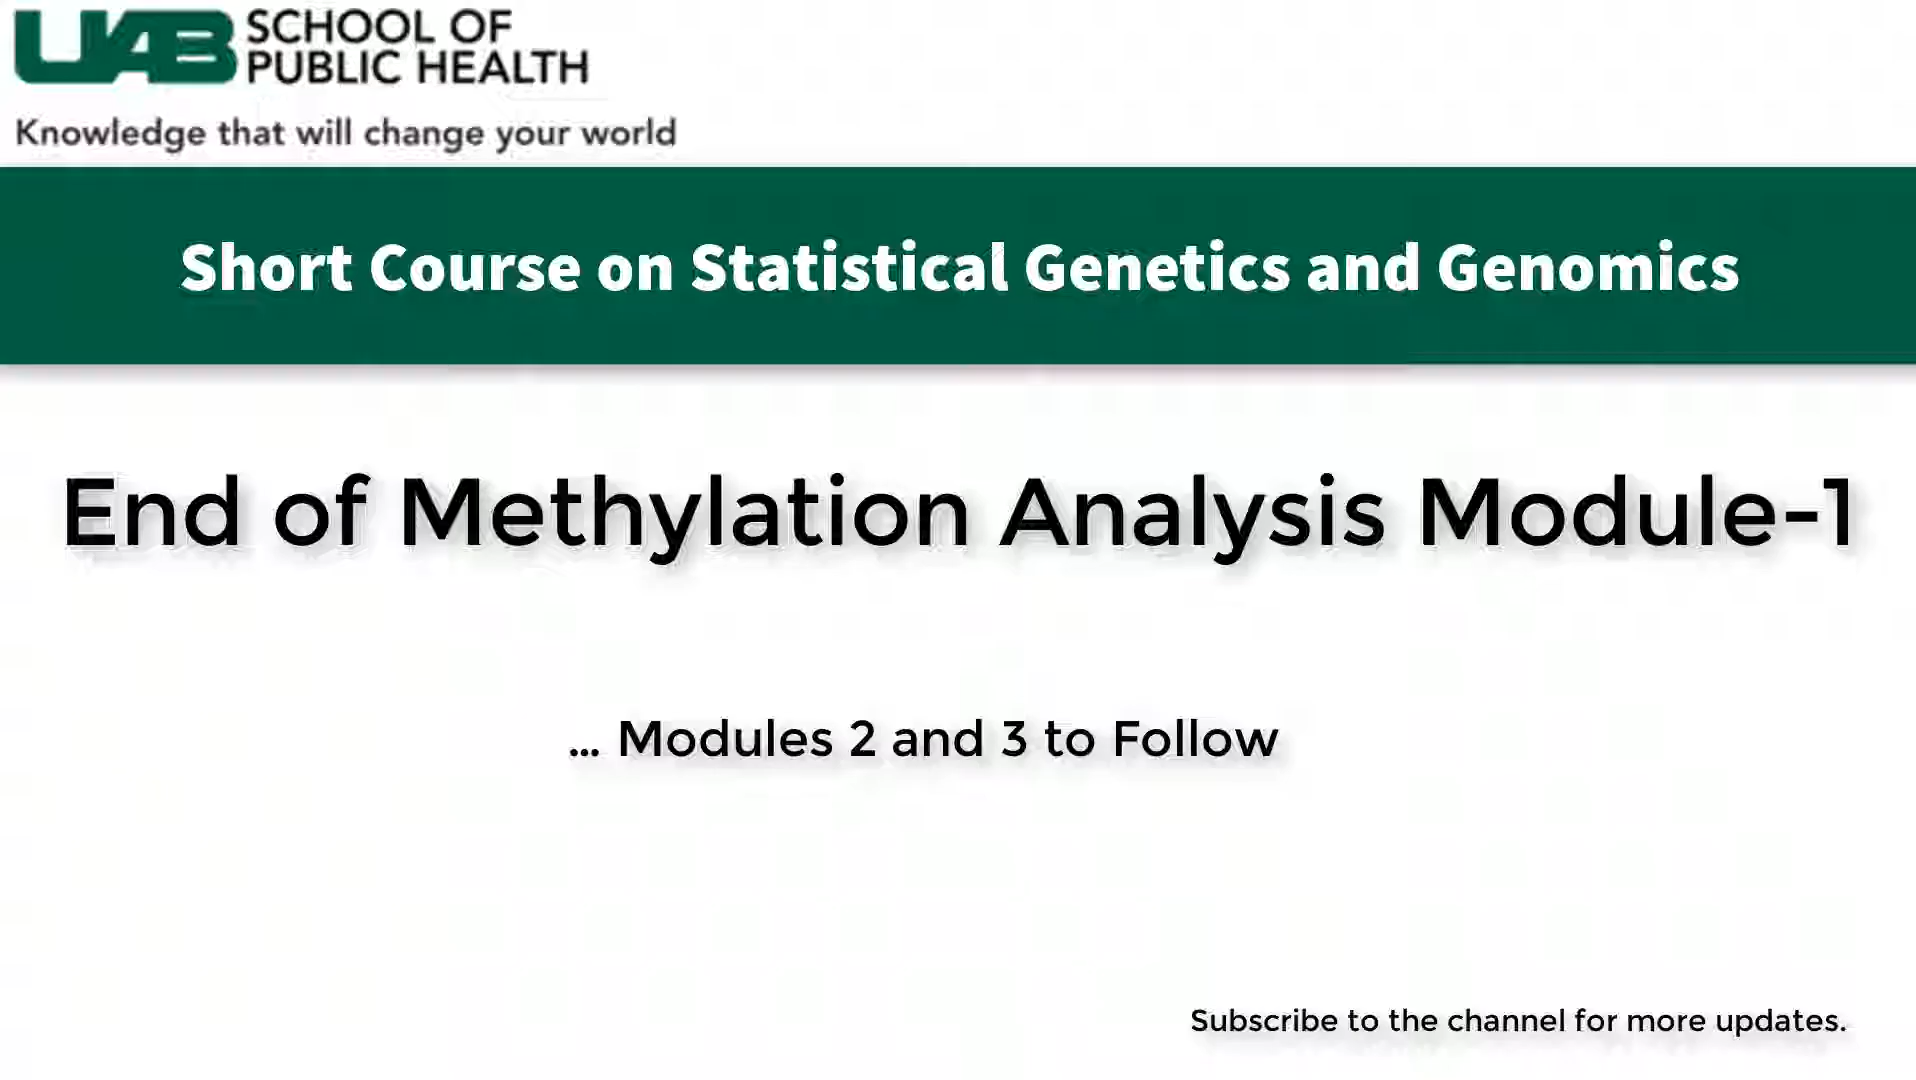 UAB SCHOOL OF
PUBLIC HEALTH
Knowledge that will change your world
Short Course on Statistical Genetics and Genomics
End of Methylation Analysis Module-1
... Modules 2 and 3 to Follow
Subscribe to the channel for more updates.